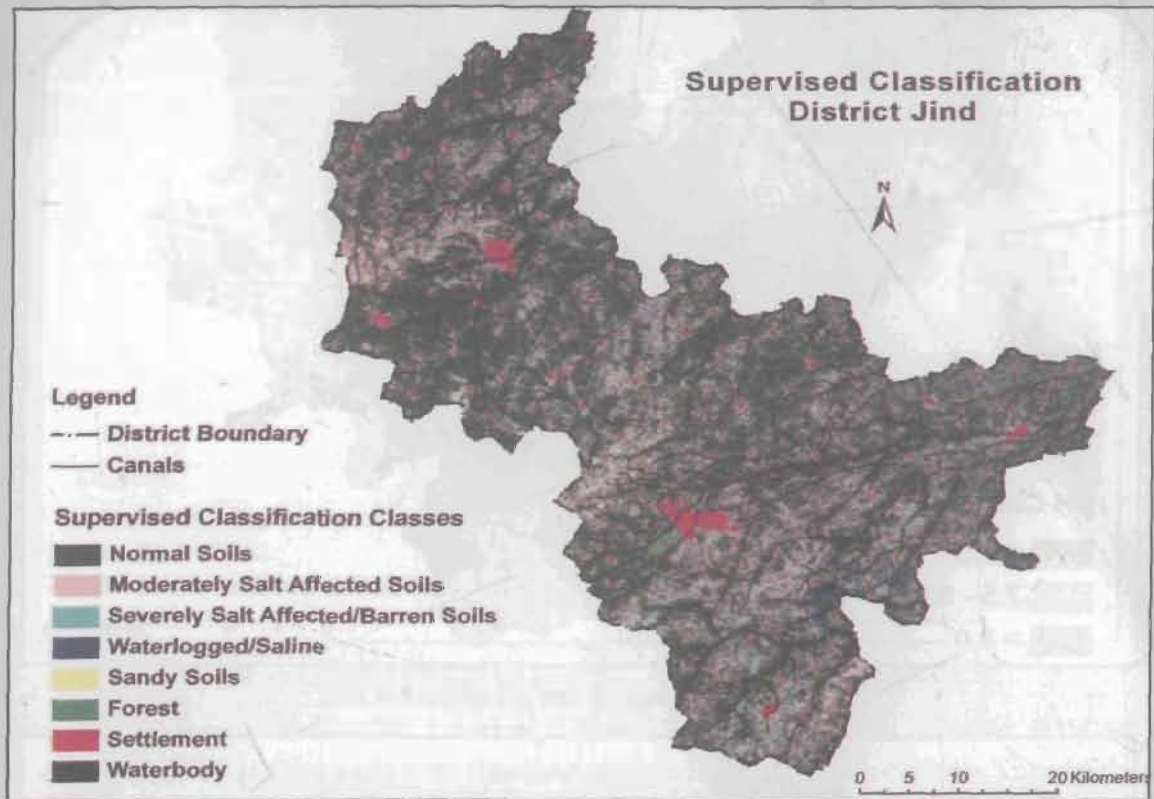 Supervised Classification
District Jind
N
Legend
District Boundary
Canals
Supervised Classification Classes
Normal Soils
Moderately Salt Affected Soils
Severely Salt Affected/Barren Soils
Waterlogged/Saline
Sandy Soils
Forest
Settlement
Waterbody
0 5 10 20 Kilometers